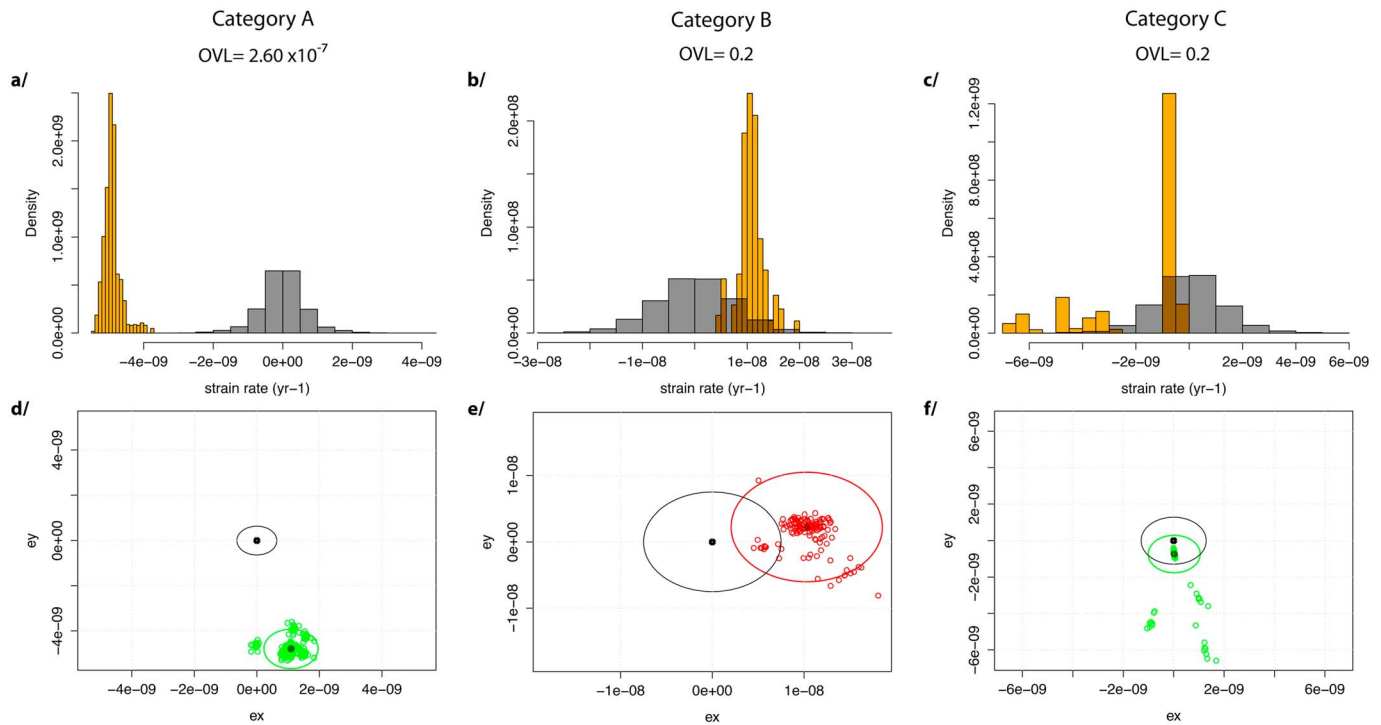 Category A
OVL= 2.60 x10-7
Category B
OVL= 0.2
Category C
OVL= 0.2
a/
Density
0.0e+00 1.0e+09 2.0e+09
−4e−09 −2e−09 0e+00 2e−09 4e−09
strain rate (yr−1)
b/
Density
0.0e+00 1.0e+08 2.0e+08
−3e−08 −1e−08 1e−08 2e−08 3e−08
strain rate (yr−1)
c/
Density
0.0e+00 4.0e+08 8.0e+08 1.2e+09
−6e−09 −2e−09 2e−09 4e−09 6e−09
strain rate (yr−1)
d/
ey
−4e−09 0e+00 4e−09
−4e−09 −2e−09 0e+00 2e−09 4e−09
ex
e/
ey
−1e−08 0e+00 1e−08
−1e−08 0e+00 1e−08
ex
f/
ey
−6e−09 −2e−09 2e−09 6e−09
−6e−09 −2e−09 2e−09 6e−09
ex